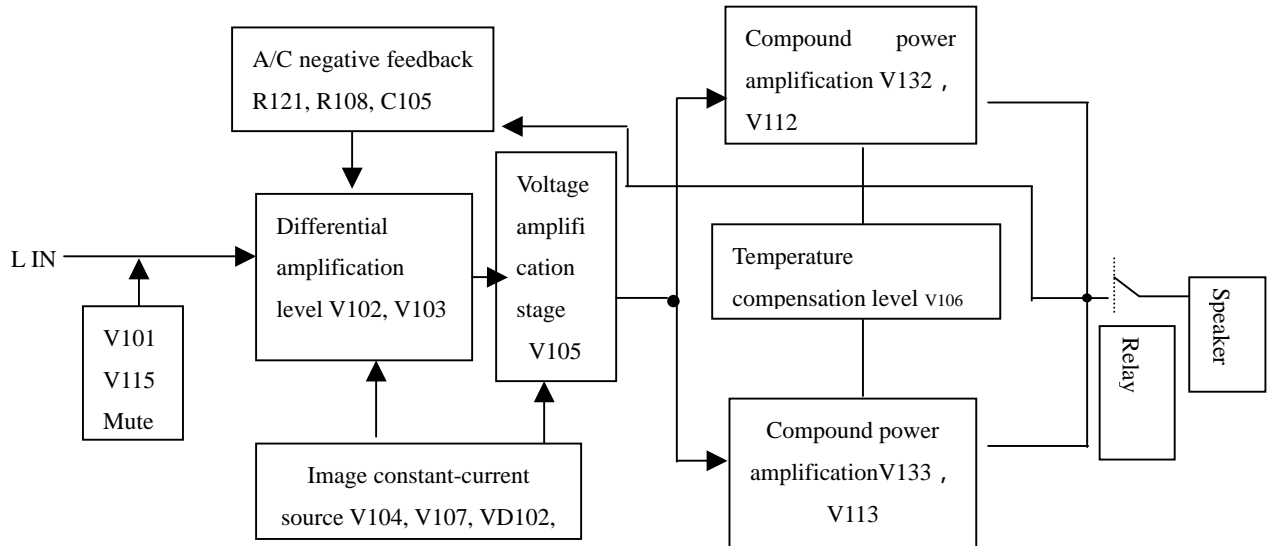 A/C negative feedback
R121, R108, C105
Compound power
amplification V132 ,
V112
Voltage
amplifi
cation
stage
V105
Differential
amplification
level V102, V103
L IN
Temperature
compensation level V106
Speaker
Relay
V101
V115
Mute
Image constant-current
source V104, V107, VD102,
Compound power
amplificationV133 ,
V113